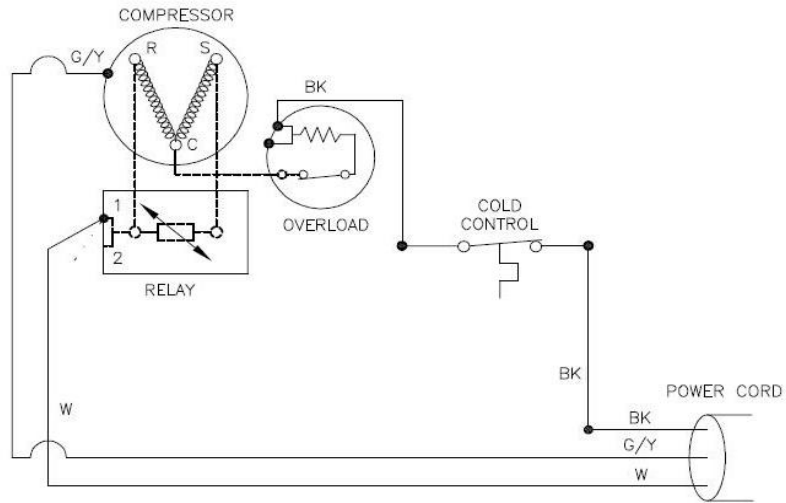 COMPRESSOR
G/Y
R
S
BK
C
OVERLOAD
COLD
CONTROL
1
2
RELAY
BK
W
POWER CORD
BK
G/Y
W